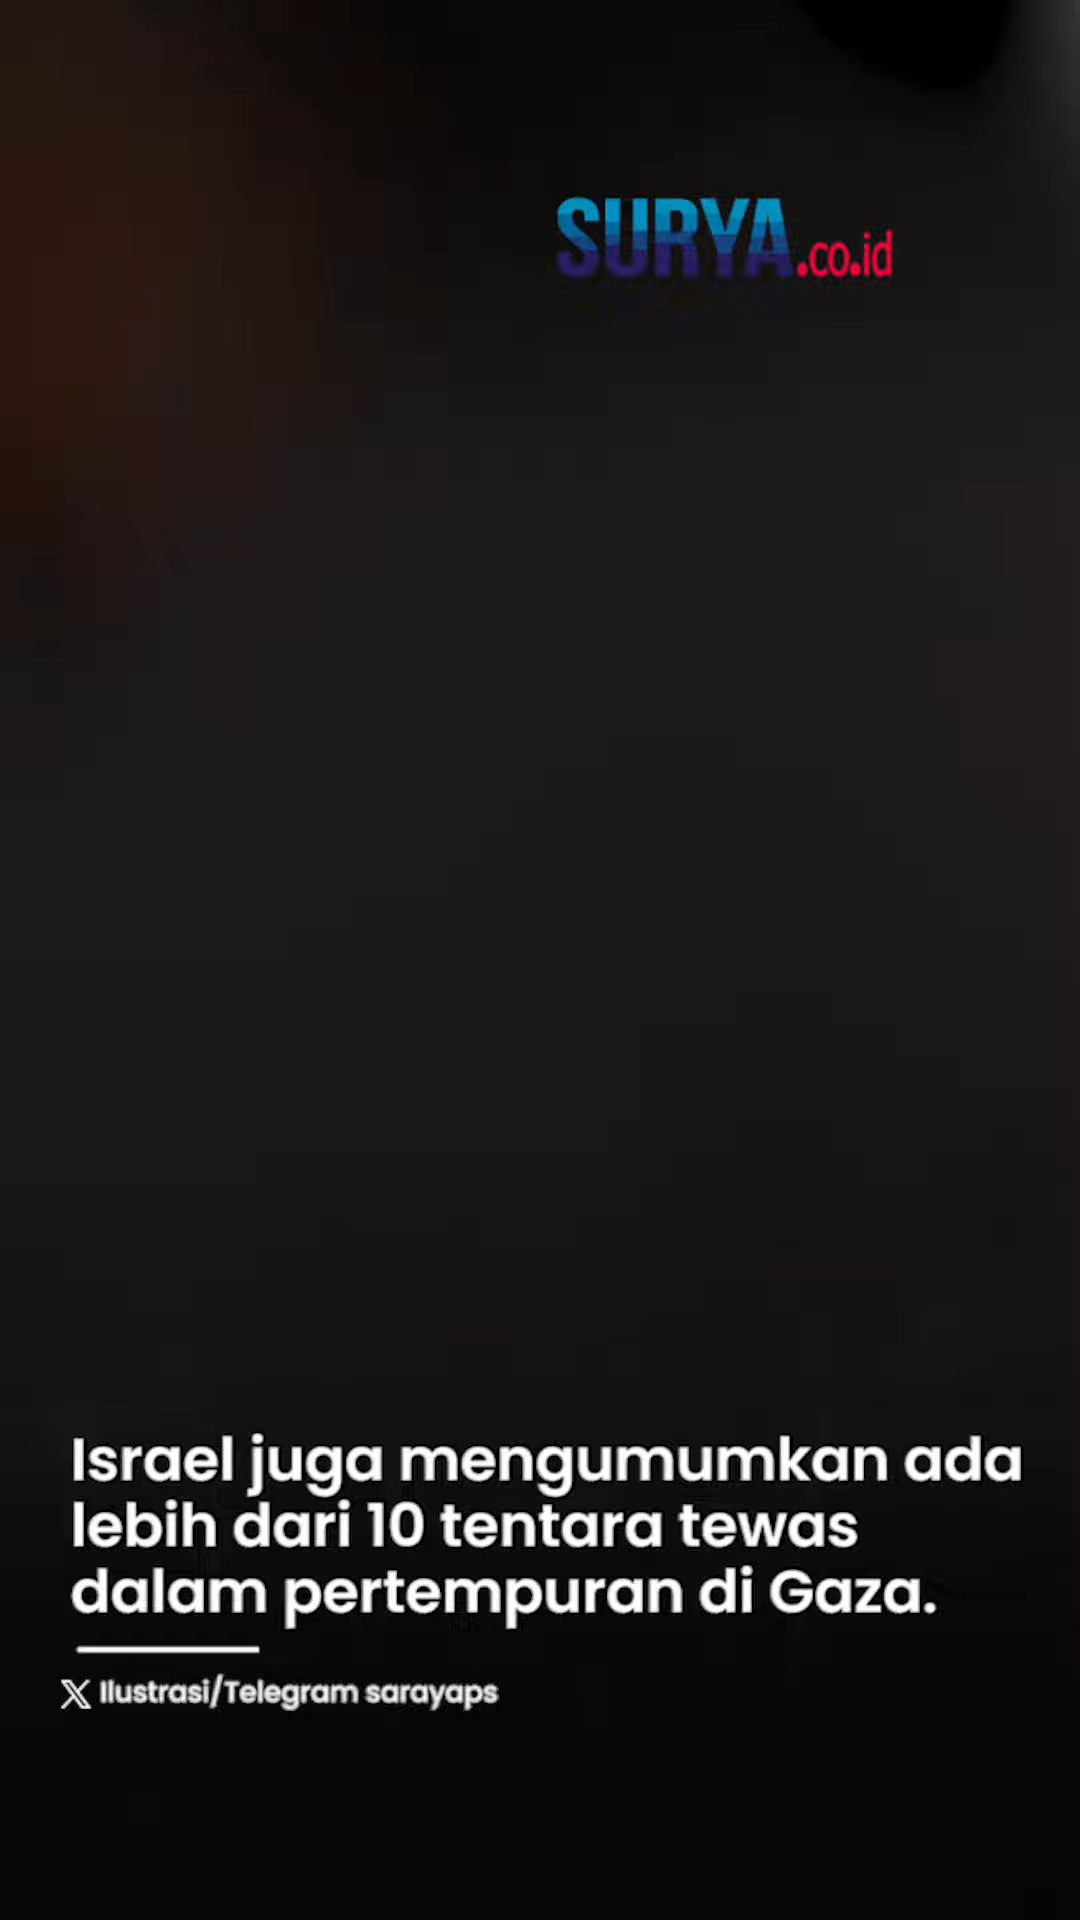 SURYA.co.id
Israel juga mengumumkan ada
lebih dari 10 tentara tewas
dalam pertempuran di Gaza.
X Ilustrasi/Telegram sarayaps